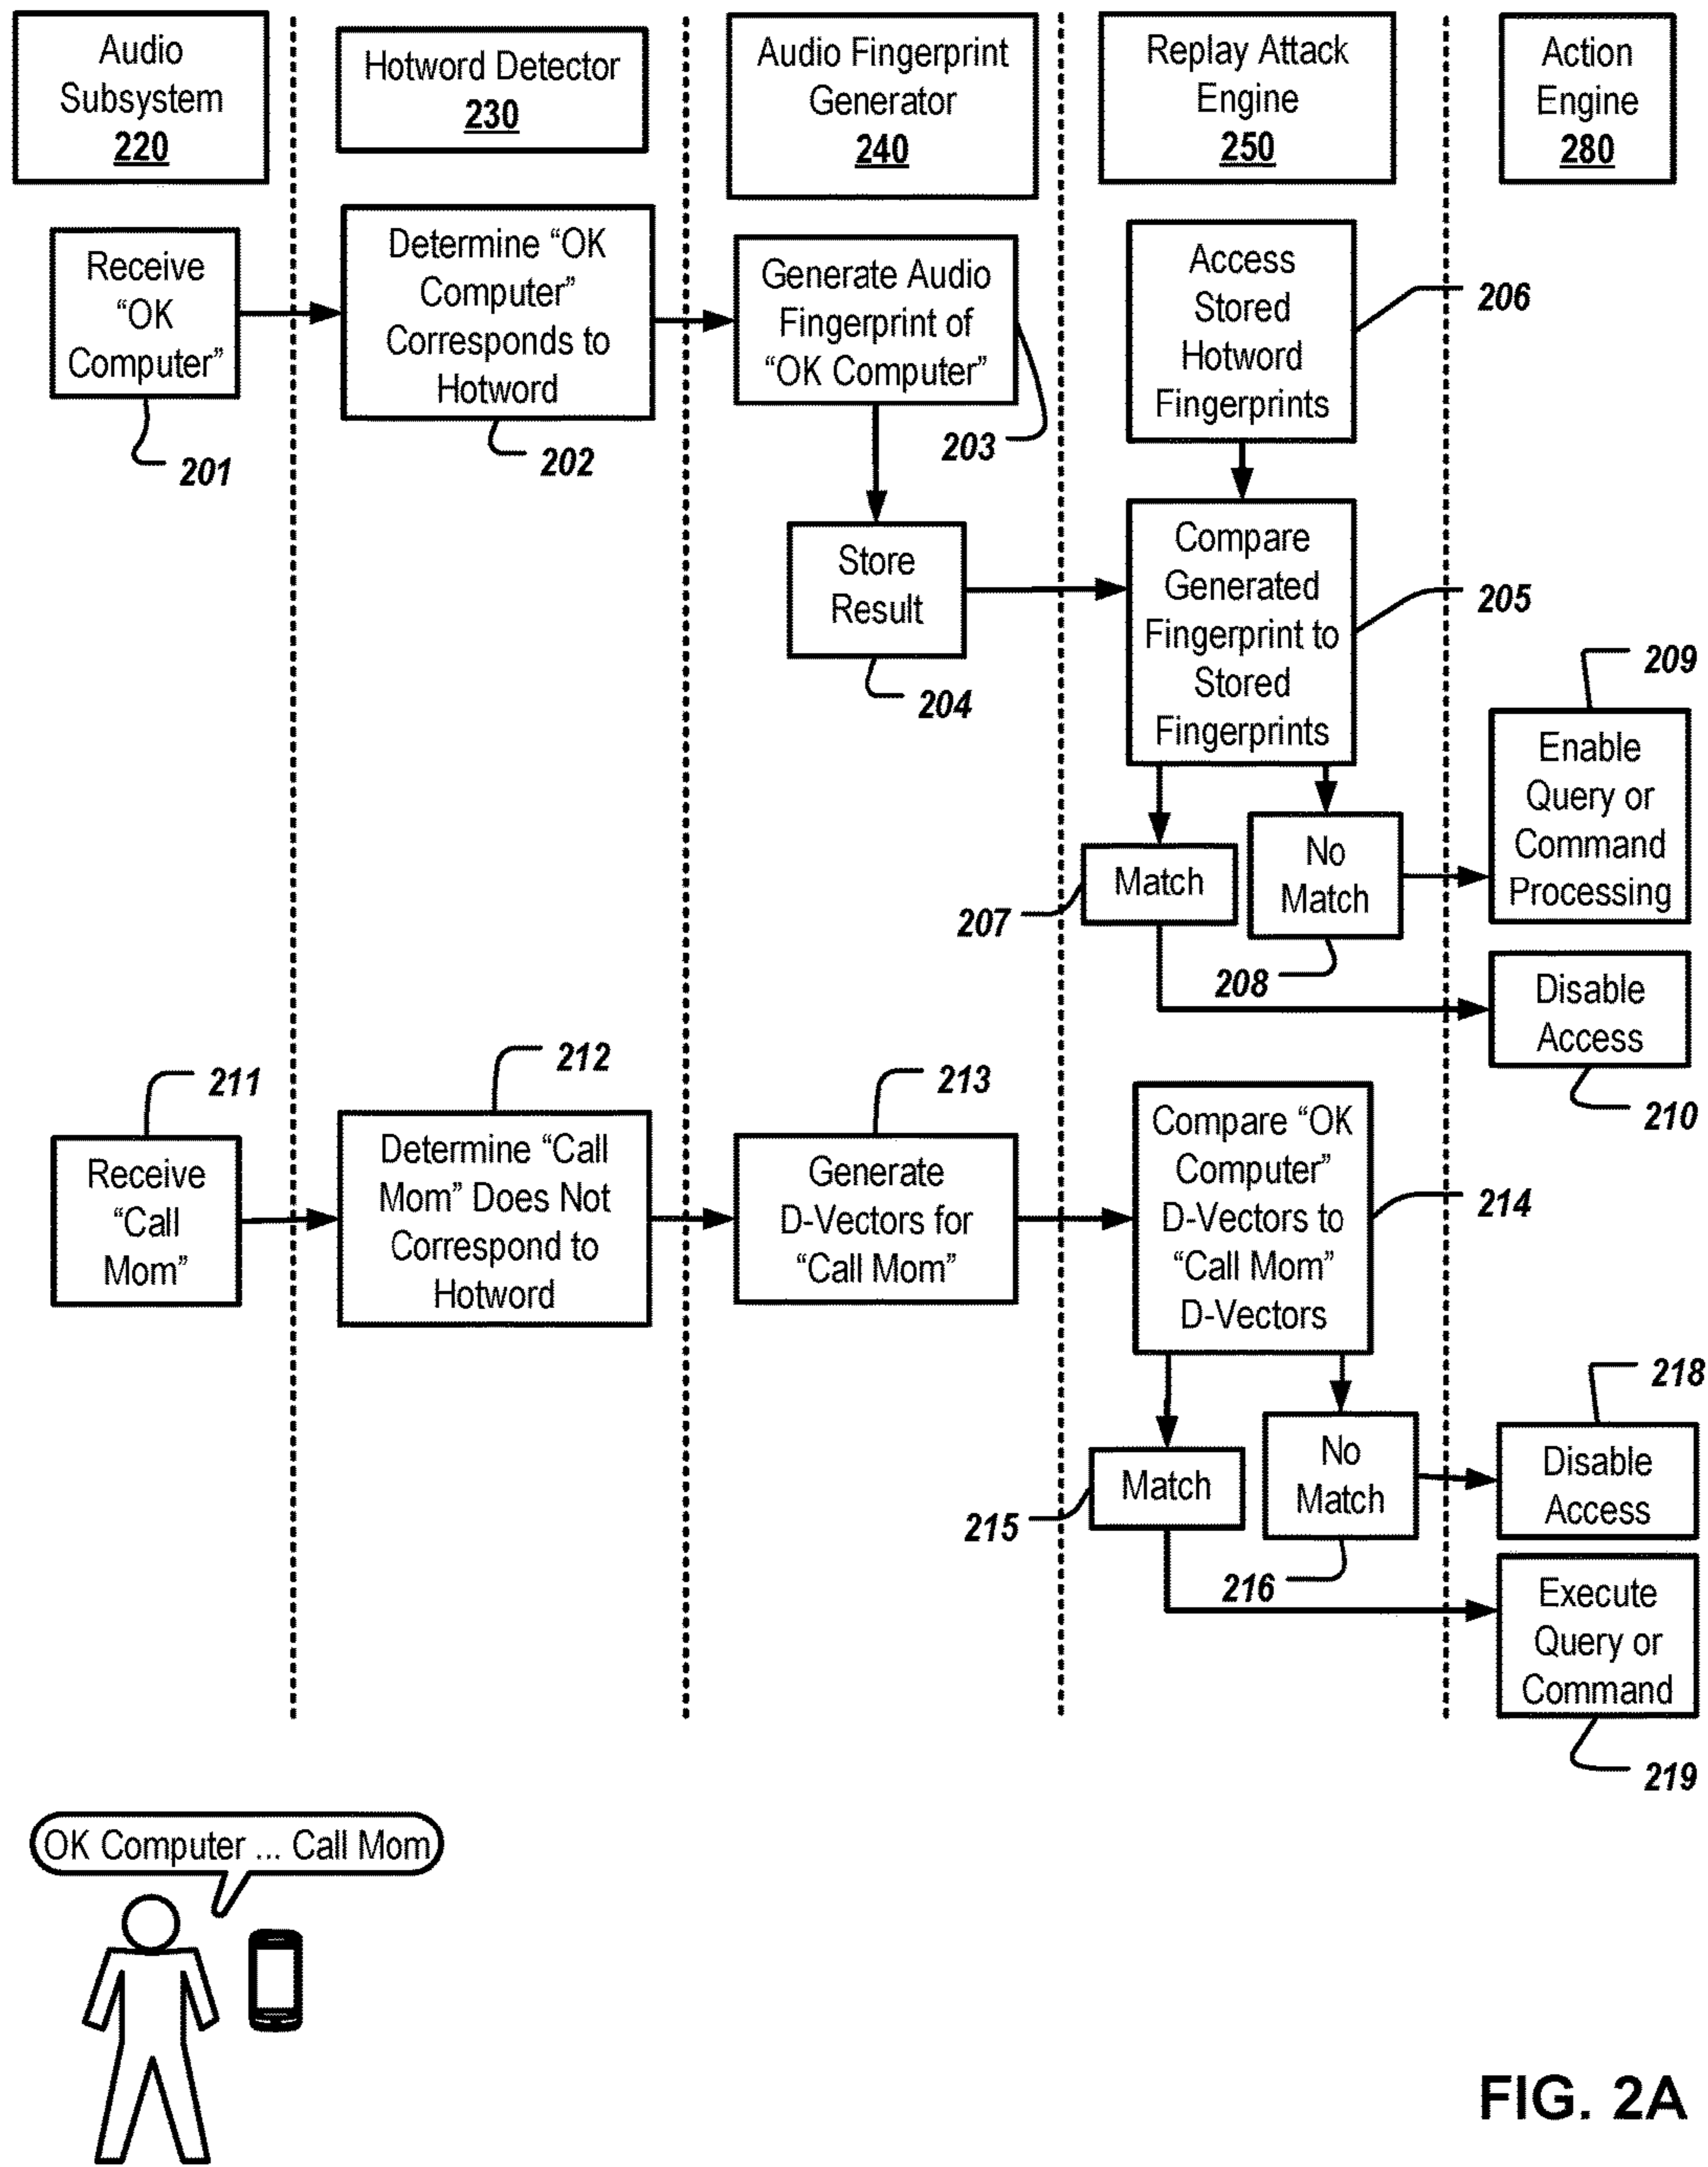 Audio
Subsystem
220
Hotword Detector
230
Audio Fingerprint
Generator
240
Replay Attack
Engine
250
Action
Engine
280
Receive
“OK
Computer”
201
Determine “OK
Computer”
Corresponds to
Hotword
202
Generate Audio
Fingerprint of
“OK Computer”
203
Access
Stored
Hotword
Fingerprints
206
Store
Result
204
Compare
Generated
Fingerprint to
Stored
Fingerprints
205
Match
207
No
Match
208
209
Enable
Query or
Command
Processing
Disable
Access
210
211
Receive
“Call
Mom”
212
Determine “Call
Mom” Does Not
Correspond to
Hotword
213
Generate
D-Vectors for
“Call Mom”
Compare “OK
Computer”
D-Vectors to
“Call Mom”
D-Vectors
214
Match
215
No
Match
216
218
Disable
Access
Execute
Query or
Command
219
OK Computer ... Call Mom
FIG. 2A